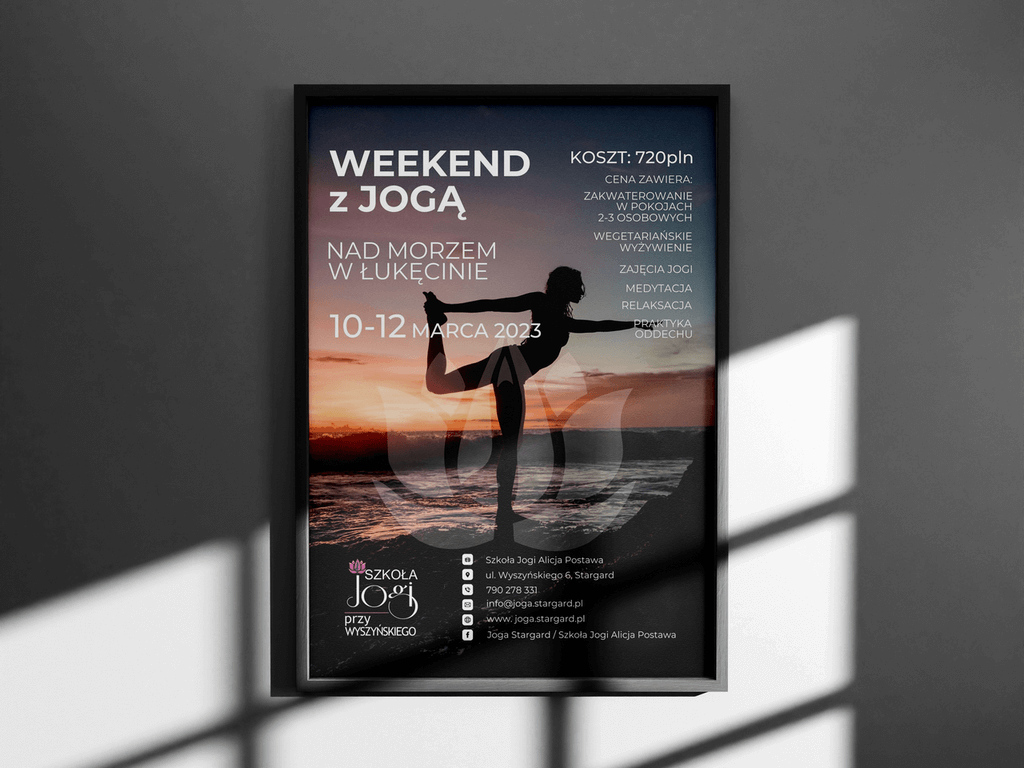 WEEKEND
z JOGĄ
NAD MORZEM
W ŁUKĘCINIE
10-12 MARCA 2023
KOSZT: 720pln
CENA ZAWIERA:
ZAKWATEROWANIE
W POKOJACH
2-3 OSOBOWYCH
WEGETARIAŃSKIE
WYŻYWIENIE
ZAJĘCIA JOGI
MEDYTACJA
RELAKSACJA
PRAKTYKA
ODDECHU
SZKOŁA
Jogi
przy
WYSZYŃSKIEGO
Szkoła Jogi Alicja Postawa
ul. Wyszyńskiego 6, Stargard
790 278 331
info@joga.stargard.pl
www. joga.stargard.pl
Joga Stargard / Szkoła Jogi Alicja Postawa